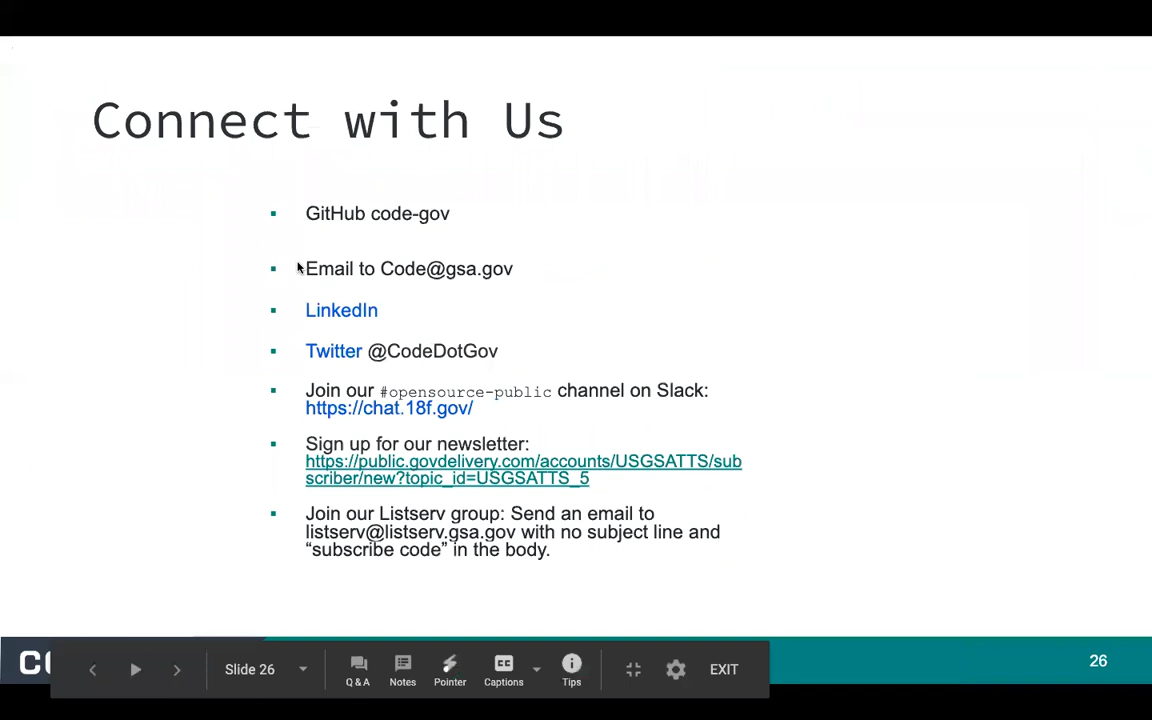 Connect with Us
GitHub code-gov
Email to Code@gsa.gov
LinkedIn
Twitter @CodeDotGov
Join our #opensource-public channel on Slack:
https://chat.18f.gov/
Sign up for our newsletter:
https://public.govdelivery.com/accounts/USGSATTS/sub
scriber/new?topic_id=USGSATTS_5
Join our Listserv group: Send an email to
listserv@listserv.gsa.gov with no subject line and
“subscribe code” in the body.
26
Slide 26
Q & A
Notes
Pointer
CC
Captions
Tips
EXIT